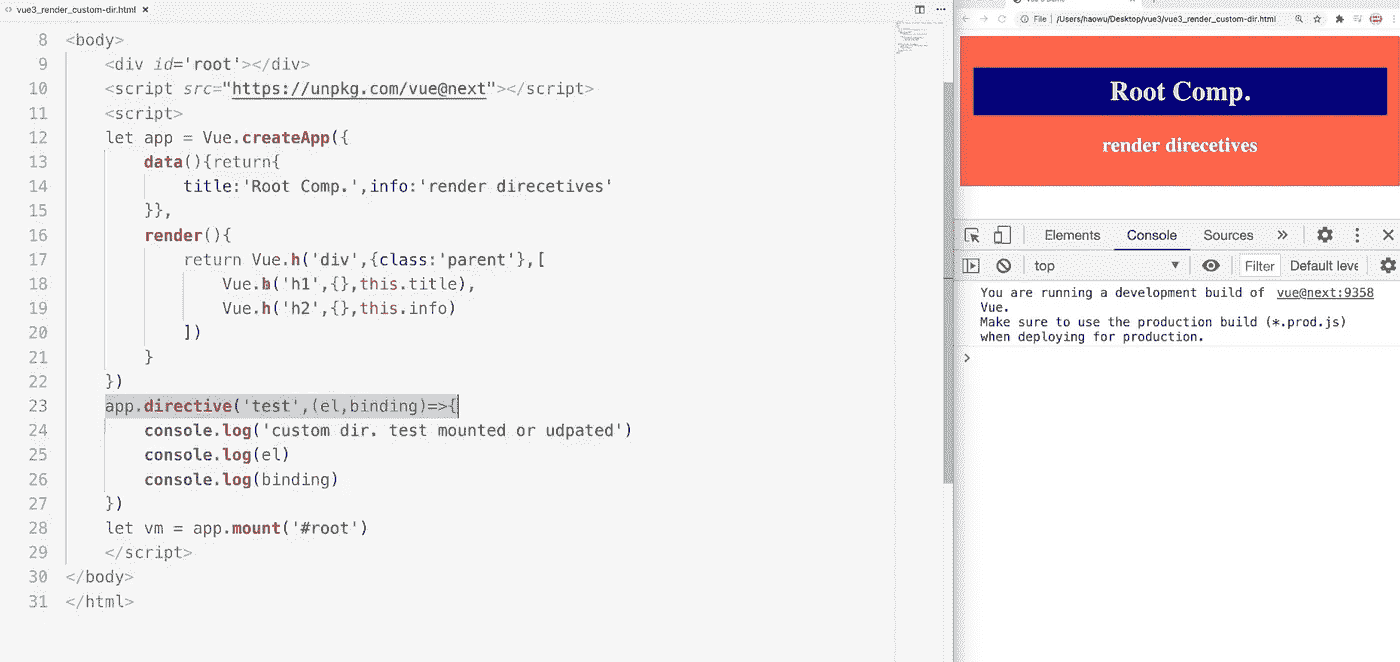 vue3_render_custom-dir.html ×
8 <body>
9 <div id='root'></div>
10 <script src="https://unpkg.com/vue@next"></script>
11 <script>
12 let app = Vue.createApp({
13 data(){return{
14 title:'Root Comp.',info:'render direcetives'
15 }},
16 render(){
17 return Vue.h('div',{class:'parent'},[
18 Vue.h('h1',{},this.title),
19 Vue.h('h2',{},this.info)
20 ])
21 }
22 })
23 app.directive('test',(el,binding)=>{
24 console.log('custom dir. test mounted or udpated')
25 console.log(el)
26 console.log(binding)
27 })
28 let vm = app.mount('#root')
29 </script>
30 </body>
31 </html>
File | /Users/haowu/Desktop/vue3/vue3_render_custom-dir.html
Root Comp.
render direcetives
Elements Console Sources »
top Filter Default leve
You are running a development build of vue@next:9358
Vue.
Make sure to use the production build (*.prod.js)
when deploying for production.
>